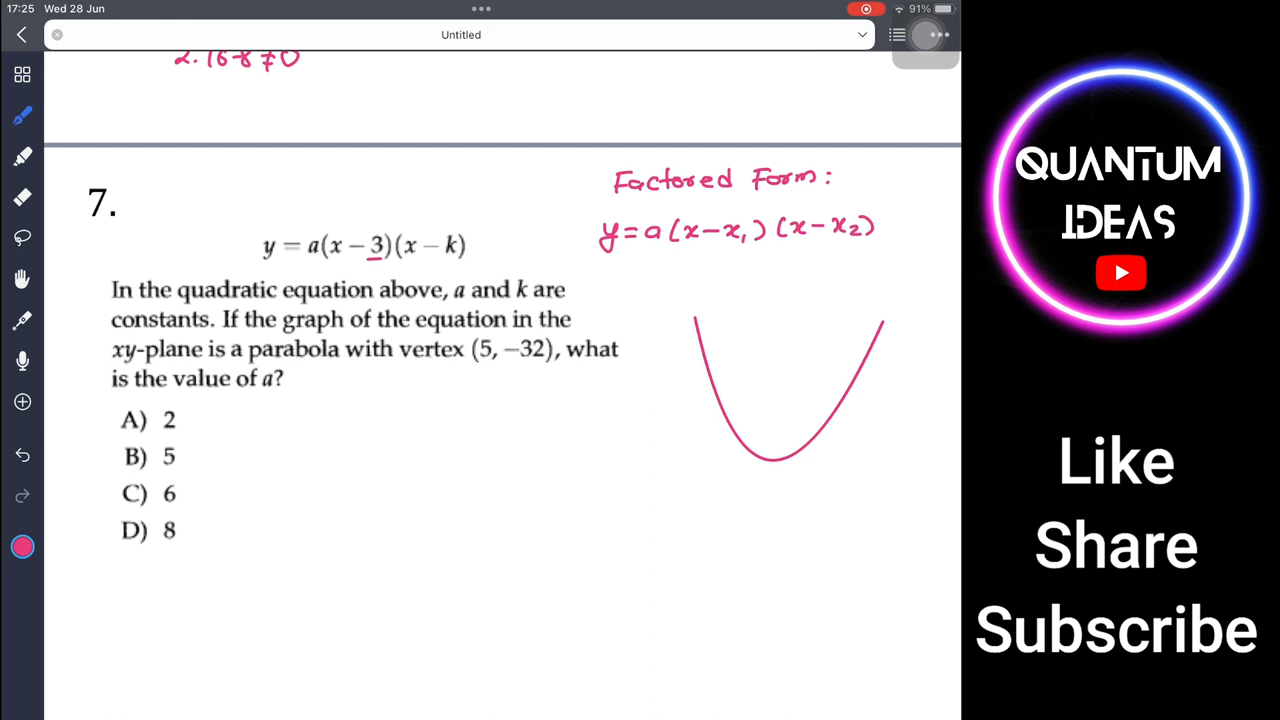 17:25 Wed 28 Jun
91%
Untitled
2.16-8≠0
7.
y = a(x − 3)(x − k)
In the quadratic equation above, a and k are
constants. If the graph of the equation in the
xy-plane is a parabola with vertex (5, −32), what
is the value of a?
A) 2
B) 5
C) 6
D) 8
Factored Form:
y=a(x-x₁)(x-x₂)
QUANTUM
IDEAS
Like
Share
Subscribe